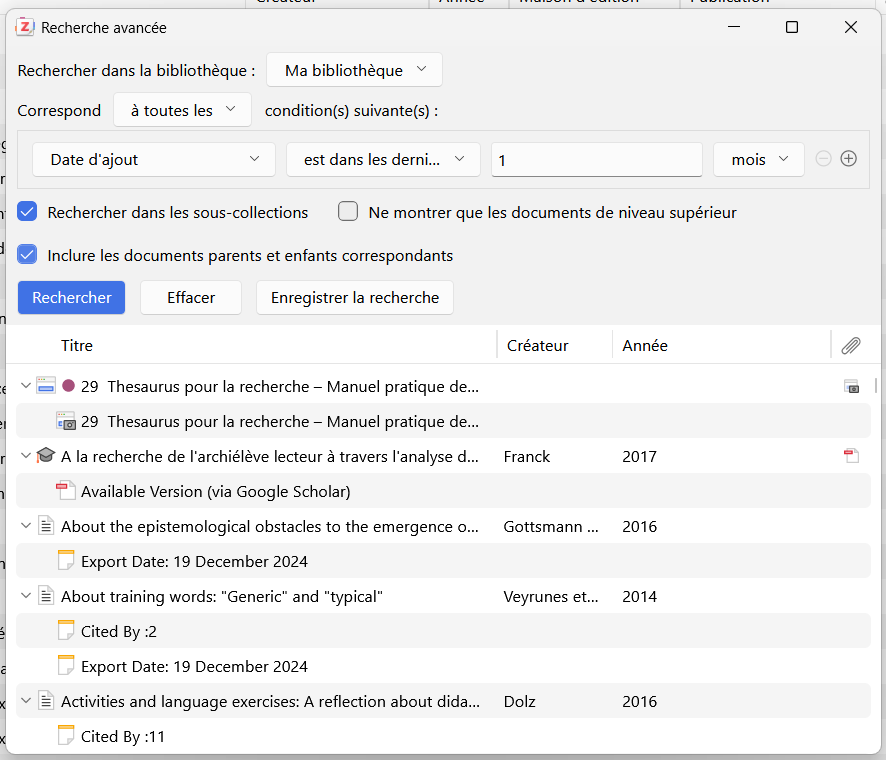 Créateur Année Maison d'édition Publication
Recherche avancée
Rechercher dans la bibliothèque : Ma bibliothèque
Correspond à toutes les condition(s) suivante(s) :
Date d'ajout est dans les derni... 1 mois
Rechercher dans les sous-collections Ne montrer que les documents de niveau supérieur
Inclure les documents parents et enfants correspondants
Rechercher Effacer Enregistrer la recherche
Titre Créateur Année
29 Thesaurus pour la recherche – Manuel pratique de...
29 Thesaurus pour la recherche – Manuel pratique de...
A la recherche de l'archiélève lecteur à travers l'analyse d... Franck 2017
Available Version (via Google Scholar)
About the epistemological obstacles to the emergence o... Gottsmann ... 2016
Export Date: 19 December 2024
About training words: "Generic" and "typical" Veyrunes et... 2014
Cited By :2
Export Date: 19 December 2024
Activities and language exercises: A reflection about dida... Dolz 2016
Cited By :11